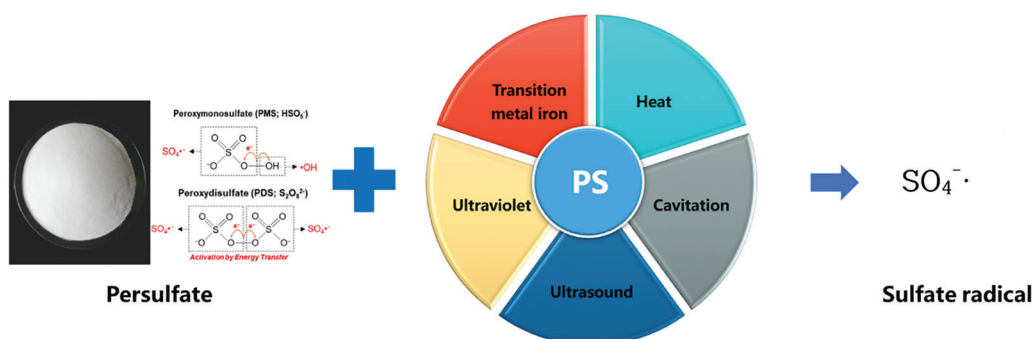 Peroxymonosulfate (PMS; HSO₅⁻)
O O
S
⁻O O OH
SO₄•⁻
e⁻
•OH
Peroxydisulfate (PDS; S₂O₈²⁻)
O O O O
S S
⁻O O O O⁻
SO₄•⁻ e⁻ e⁻ SO₄•⁻
Activation by Energy Transfer
Persulfate
Transition
metal iron
Heat
Ultraviolet
PS
Cavitation
Ultrasound
SO₄⁻·
Sulfate radical